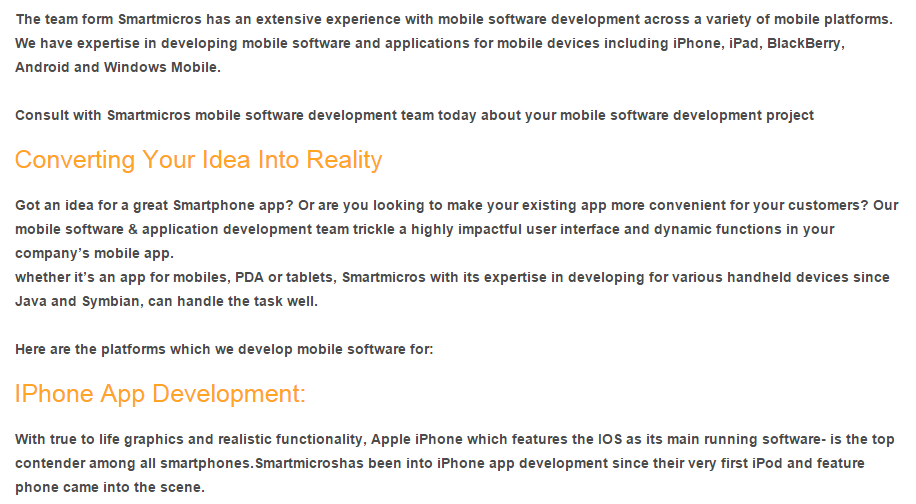 The team form Smartmicros has an extensive experience with mobile software development across a variety of mobile platforms.
We have expertise in developing mobile software and applications for mobile devices including iPhone, iPad, BlackBerry,
Android and Windows Mobile.
Consult with Smartmicros mobile software development team today about your mobile software development project
Converting Your Idea Into Reality
Got an idea for a great Smartphone app? Or are you looking to make your existing app more convenient for your customers? Our
mobile software & application development team trickle a highly impactful user interface and dynamic functions in your
company’s mobile app.
whether it’s an app for mobiles, PDA or tablets, Smartmicros with its expertise in developing for various handheld devices since
Java and Symbian, can handle the task well.
Here are the platforms which we develop mobile software for:
IPhone App Development:
With true to life graphics and realistic functionality, Apple iPhone which features the IOS as its main running software- is the top
contender among all smartphones.Smartmicroshas been into iPhone app development since their very first iPod and feature
phone came into the scene.